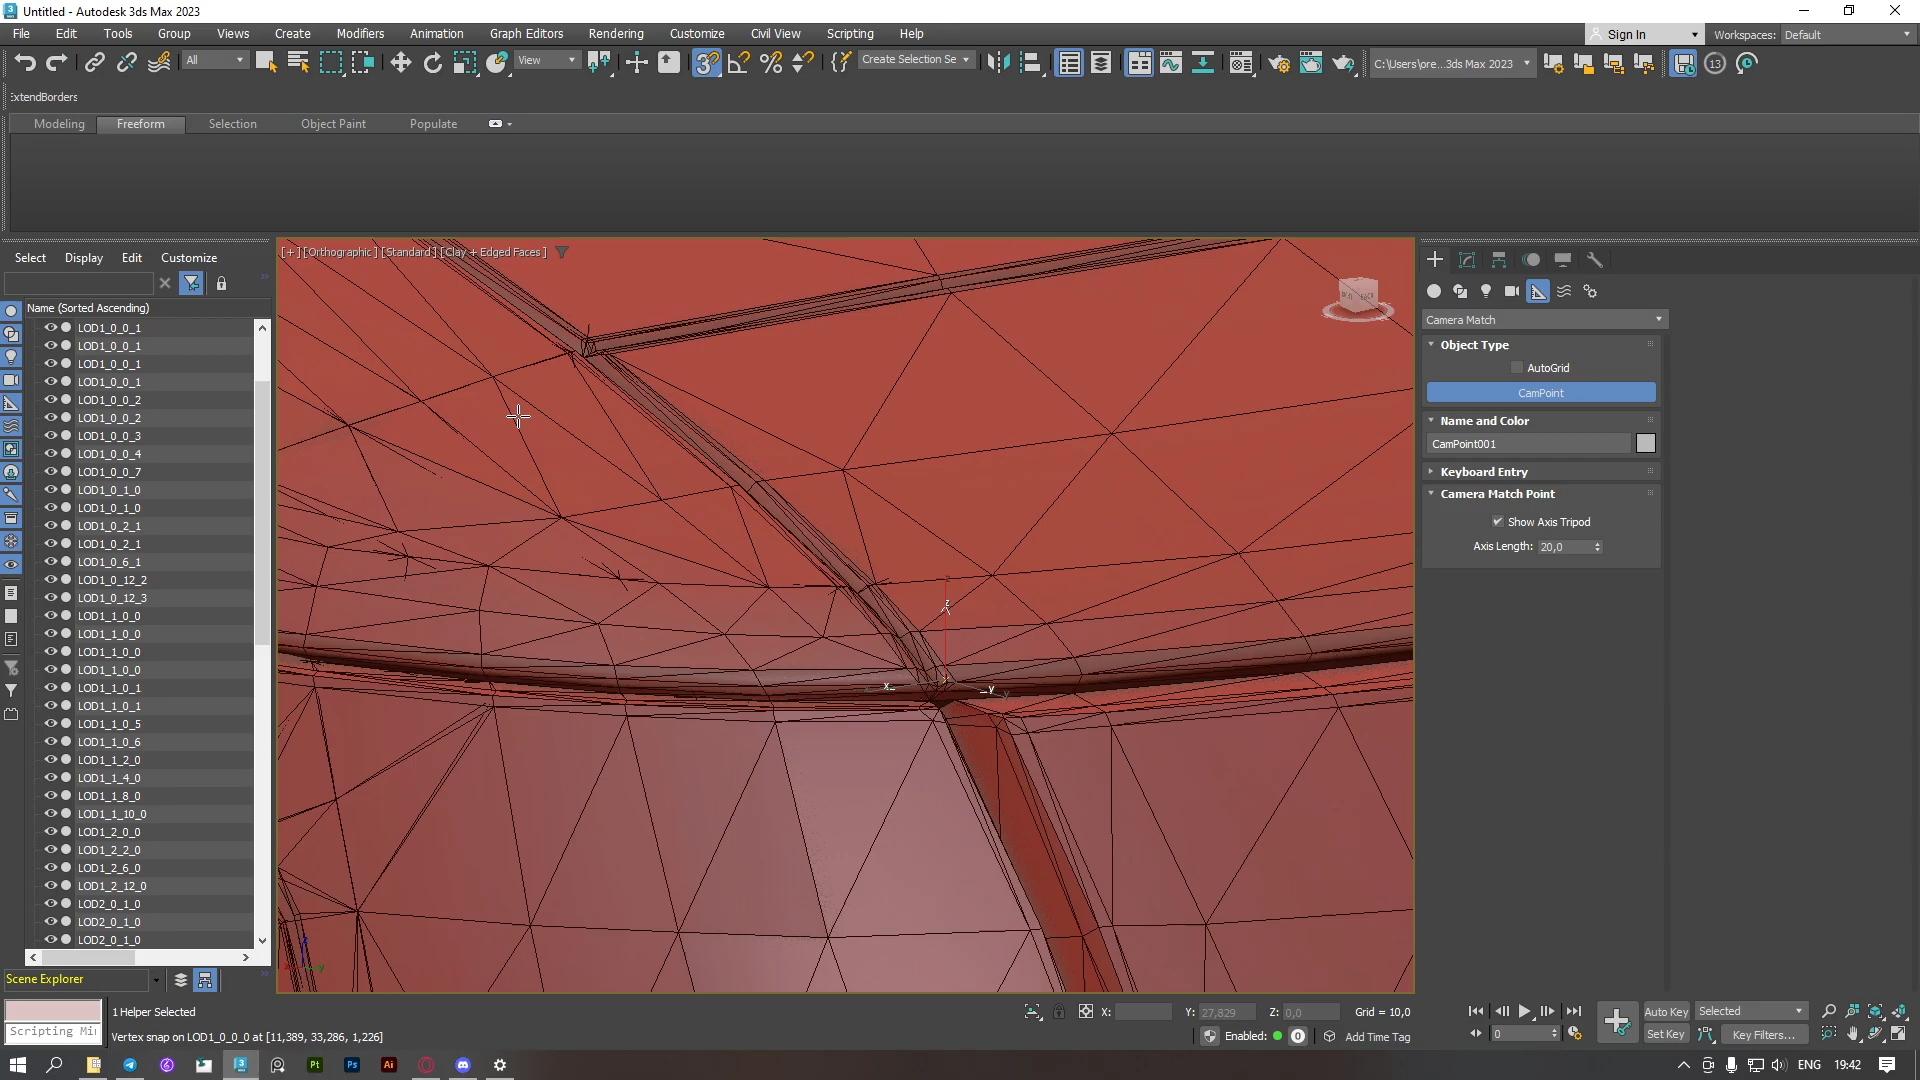 Untitled - Autodesk 3ds Max 2023
File Edit Tools Group Views Create Modifiers Animation Graph Editors Rendering Customize Civil View Scripting Help
Sign In Workspaces: Default
All View Create Selection Se C:\Users\ore...3ds Max 2023 13
ExtendBorders
Modeling Freeform Selection Object Paint Populate
Select Display Edit Customize
[+] [Orthographic] [Standard] [Clay + Edged Faces]
Name (Sorted Ascending)
LOD1_0_0_1
LOD1_0_0_1
LOD1_0_0_1
LOD1_0_0_1
LOD1_0_0_2
LOD1_0_0_2
LOD1_0_0_3
LOD1_0_0_4
LOD1_0_0_7
LOD1_0_1_0
LOD1_0_1_0
LOD1_0_2_1
LOD1_0_2_1
LOD1_0_6_1
LOD1_0_12_2
LOD1_0_12_3
LOD1_1_0_0
LOD1_1_0_0
LOD1_1_0_0
LOD1_1_0_0
LOD1_1_0_1
LOD1_1_0_1
LOD1_1_0_5
LOD1_1_0_6
LOD1_1_2_0
LOD1_1_4_0
LOD1_1_8_0
LOD1_1_10_0
LOD1_2_0_0
LOD1_2_2_0
LOD1_2_6_0
LOD1_2_12_0
LOD2_0_1_0
LOD2_0_1_0
LOD2_0_1_0
Scene Explorer
z
x
y
Camera Match
Object Type
AutoGrid
CamPoint
Name and Color
CamPoint001
Keyboard Entry
Camera Match Point
Show Axis Tripod
Axis Length: 20,0
1 Helper Selected
Scripting Mi
Vertex snap on LOD1_0_0_0 at [11,389, 33,286, 1,226]
X: Y: 27,829 Z: 0,0 Grid = 10,0
Enabled: 0 Add Time Tag
0
Auto Key Selected
Set Key Key Filters...
ENG 19:42